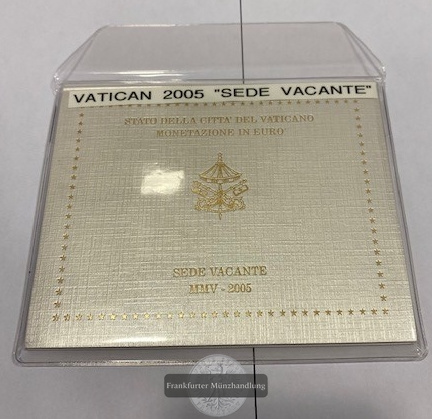 VATICAN 2005 "SEDE VACANTE"
STATO DELLA CITTA' DEL VATICANO
MONETAZIONE IN EURO
SEDE VACANTE
MMV - 2005
Frankfurter Münzhandlung